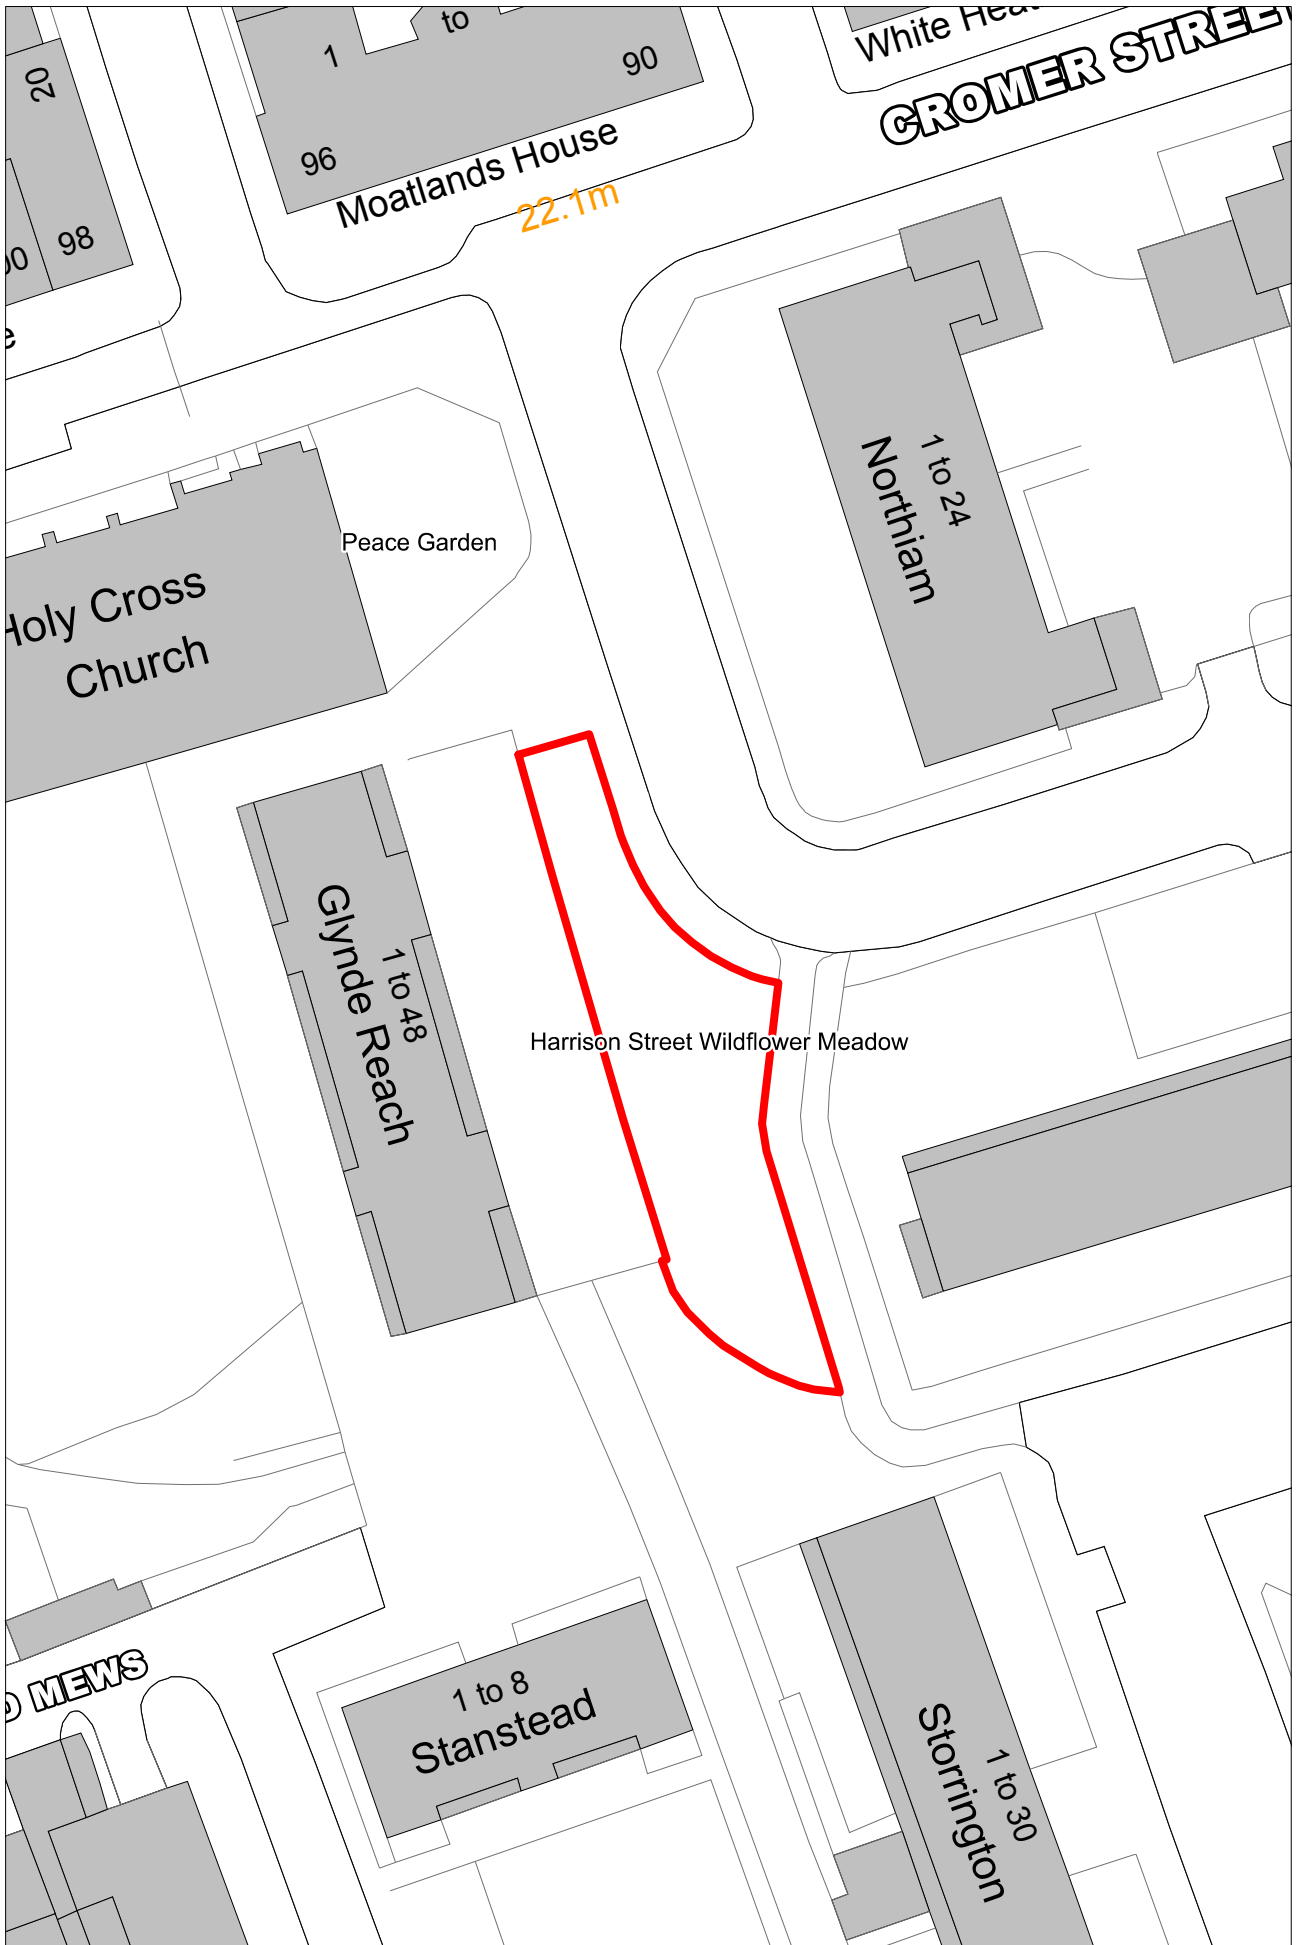 20
1
to
90
White
CROMER
96
Moatlands House
22.1m
98
Northiam
1 to 24
Peace Garden
Holy Cross
Church
Glynde Reach
1 to 48
Harrison Street Wildflower Meadow
MEWS
1 to 8
Stanstead
Storrington
1 to 30